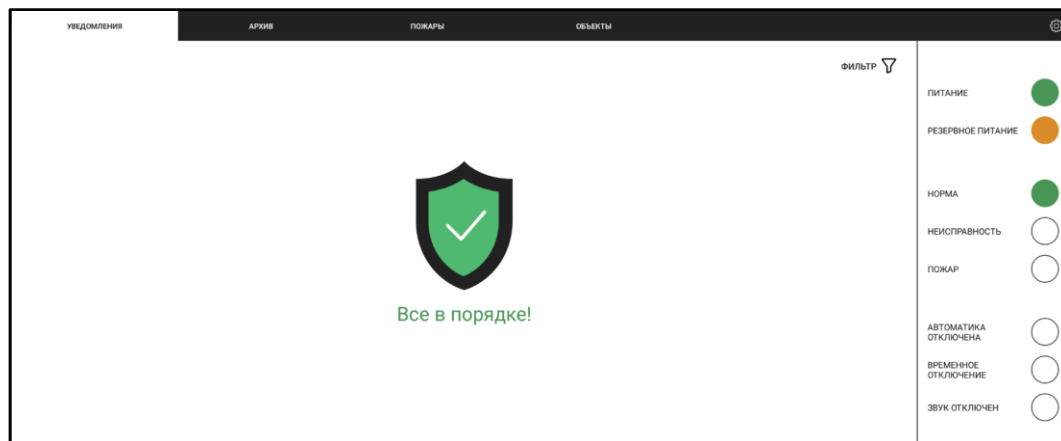 УВЕДОМЛЕНИЯ
АРХИВ
ПОЖАРЫ
ОБЪЕКТЫ
ФИЛЬТР
Все в порядке!
ПИТАНИЕ
РЕЗЕРВНОЕ ПИТАНИЕ
НОРМА
НЕИСПРАВНОСТЬ
ПОЖАР
АВТОМАТИКА
ОТКЛЮЧЕНА
ВРЕМЕННОЕ
ОТКЛЮЧЕНИЕ
ЗВУК ОТКЛЮЧЕН